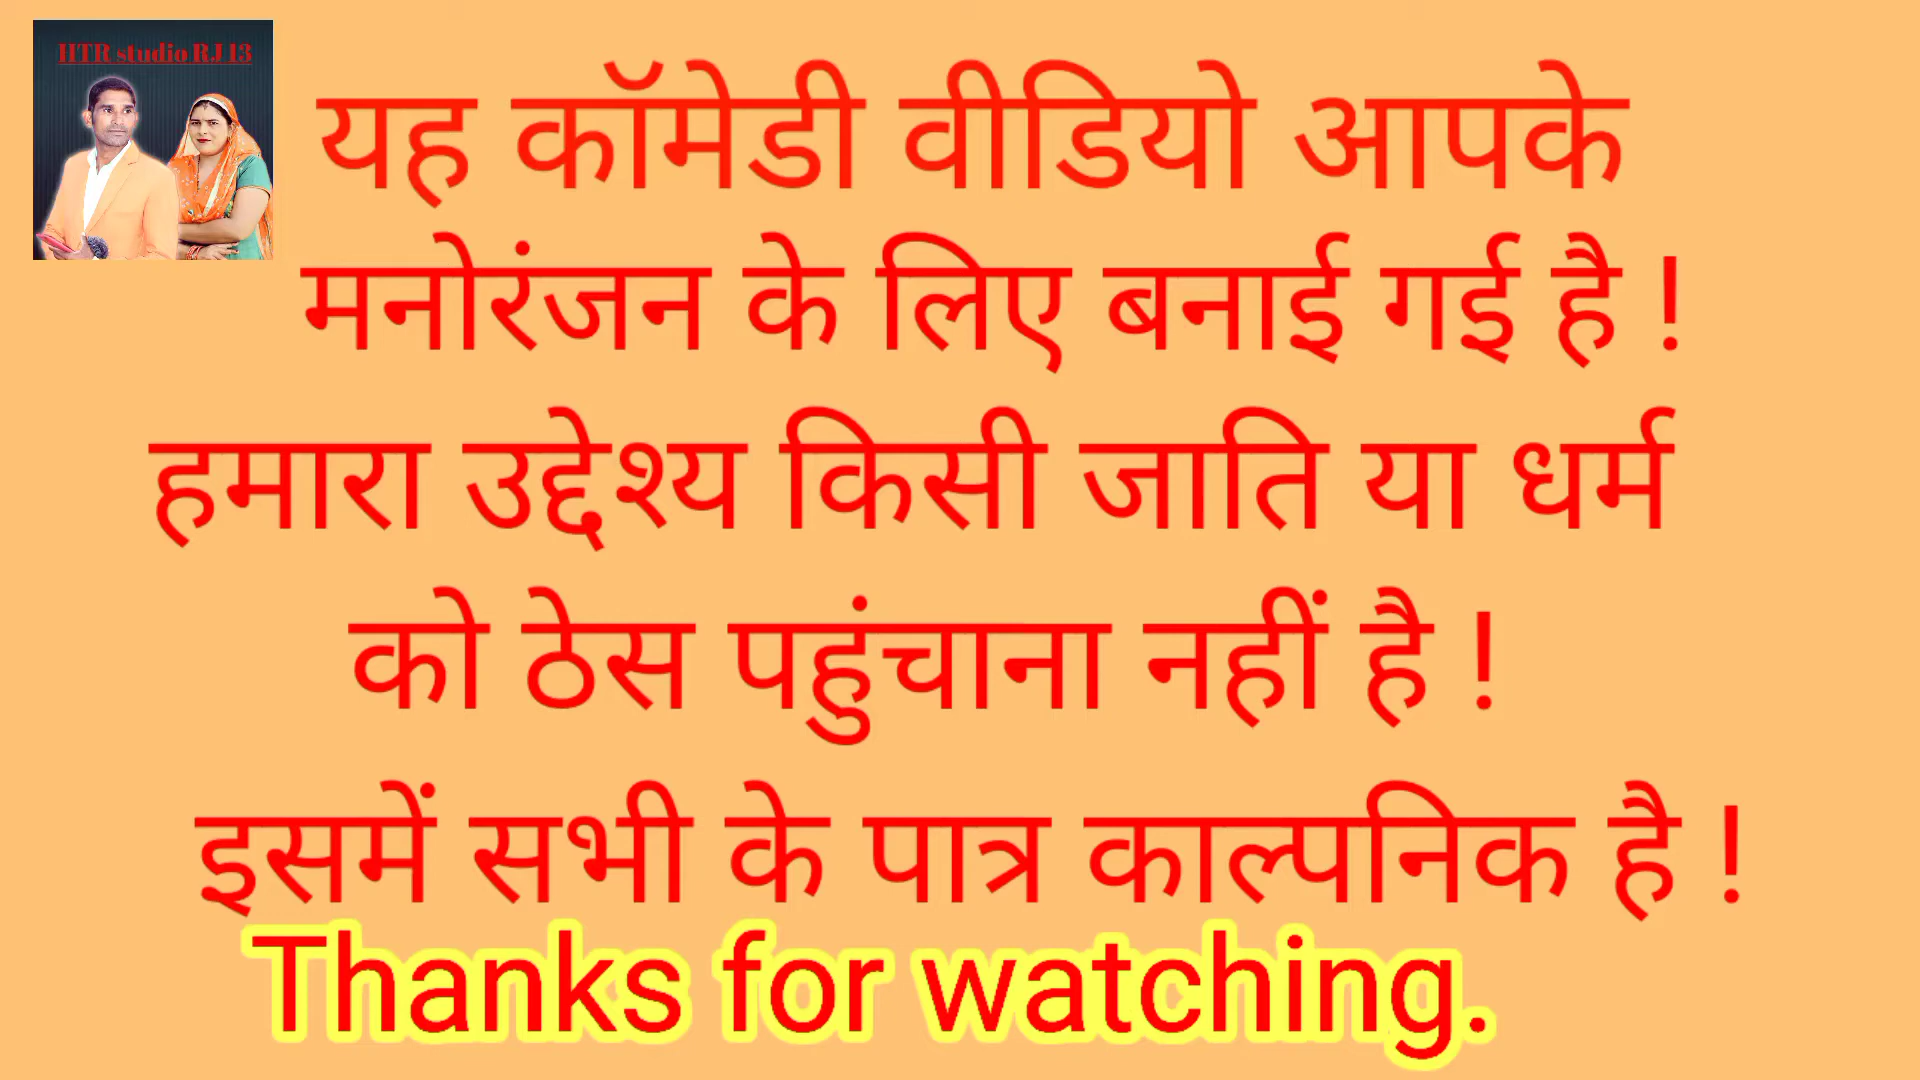 HTR studio RJ 13
यह कॉमेडी वीडियो आपके
मनोरंजन के लिए बनाई गई है !
हमारा उद्देश्य किसी जाति या धर्म
को ठेस पहुंचाना नहीं है !
इसमें सभी के पात्र काल्पनिक है !
Thanks for watching.